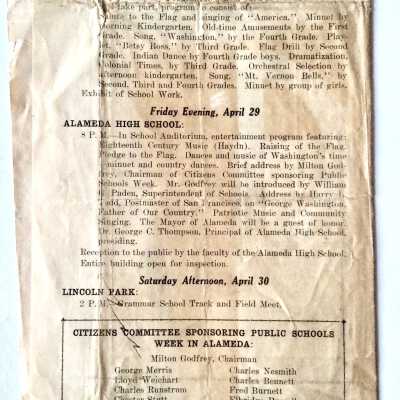 take part, program to consist of:
Salute to the Flag and singing of "America." Minuet by
Morning Kindergarten. Old-time Amusements by the First
Grade. Song, "Washington," by the Fourth Grade. Play-
let, "Betsy Ross," by Third Grade. Flag Drill by Second
Grade. Indian Dance by Fourth Grade boys. Dramatization,
Colonial Times, by Third Grade. Orchestral Selection by
afternoon kindergarten. Song, "Mt. Vernon Bells," by
Second, Third and Fourth Grades. Minuet by group of girls.
Exhibit of School Work.
Friday Evening, April 29
ALAMEDA HIGH SCHOOL:
8 P. M.—In School Auditorium, entertainment program featuring:
Eighteenth Century Music (Haydn). Raising of the Flag.
Pledge to the Flag. Dances and music of Washington's time
—minuet and country dances. Brief address by Milton God-
frey, Chairman of Citizens Committee sponsoring Public
Schools Week. Mr. Godfrey will be introduced by William
G. Paden, Superintendent of Schools. Address by Harry L.
Todd, Postmaster of San Francisco, on "George Washington,
Father of Our Country." Patriotic Music and Community
Singing. The Mayor of Alameda will be a guest of honor.
Dr. George C. Thompson, Principal of Alameda High School,
presiding.
Reception to the public by the faculty of the Alameda High School.
Entire building open for inspection.
Saturday Afternoon, April 30
LINCOLN PARK:
2 P. M.—Grammar School Track and Field Meet.
CITIZENS COMMITTEE SPONSORING PUBLIC SCHOOLS
WEEK IN ALAMEDA:
Milton Godfrey, Chairman
George Morris Charles Nesmith
Lloyd Weichart Charles Bennett
Charles Runstrom Fred Burnett